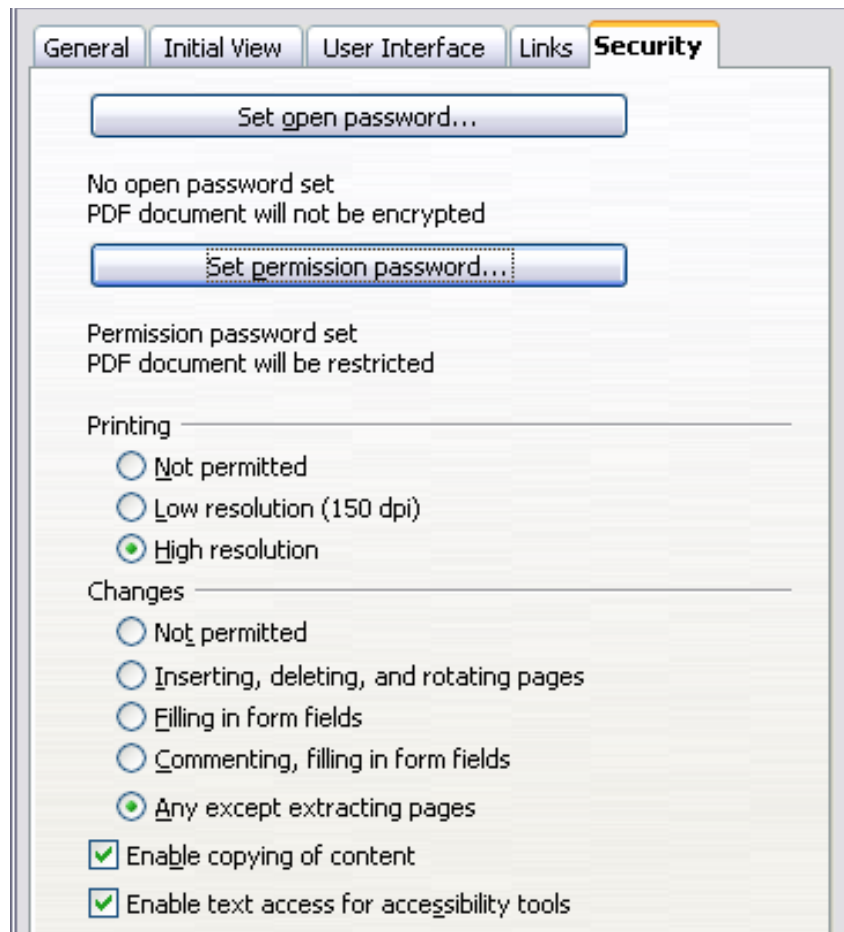 General Initial View User Interface Links Security
Set open password...
No open password set
PDF document will not be encrypted
Set permission password...
Permission password set
PDF document will be restricted
Printing
Not permitted
Low resolution (150 dpi)
High resolution
Changes
Not permitted
Inserting, deleting, and rotating pages
Filling in form fields
Commenting, filling in form fields
Any except extracting pages
Enable copying of content
Enable text access for accessibility tools